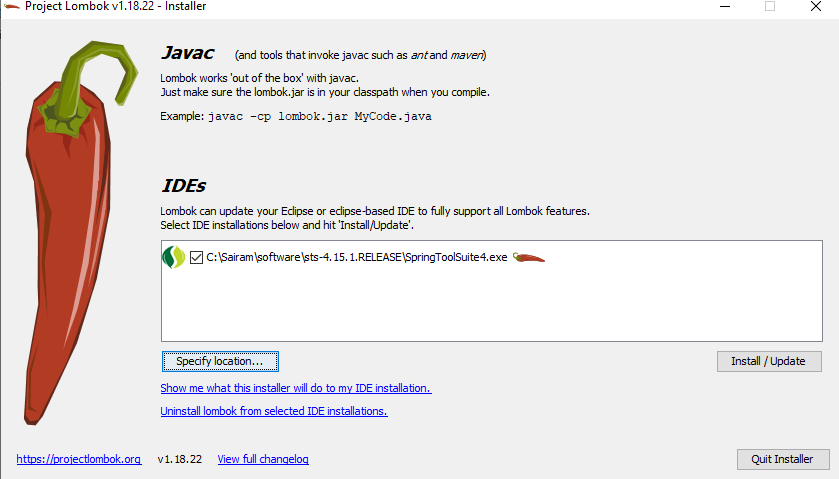 Project Lombok v1.18.22 - Installer
Javac (and tools that invoke javac such as ant and maven)
Lombok works 'out of the box' with javac.
Just make sure the lombok.jar is in your classpath when you compile.
Example: javac -cp lombok.jar MyCode.java
IDEs
Lombok can update your Eclipse or eclipse-based IDE to fully support all Lombok features.
Select IDE installations below and hit 'Install/Update'.
C:\Sairam\software\sts-4.15.1.RELEASE\SpringToolSuite4.exe
Specify location... Install / Update
Show me what this installer will do to my IDE installation.
Uninstall lombok from selected IDE installations.
https://projectlombok.org v1.18.22 View full changelog Quit Installer